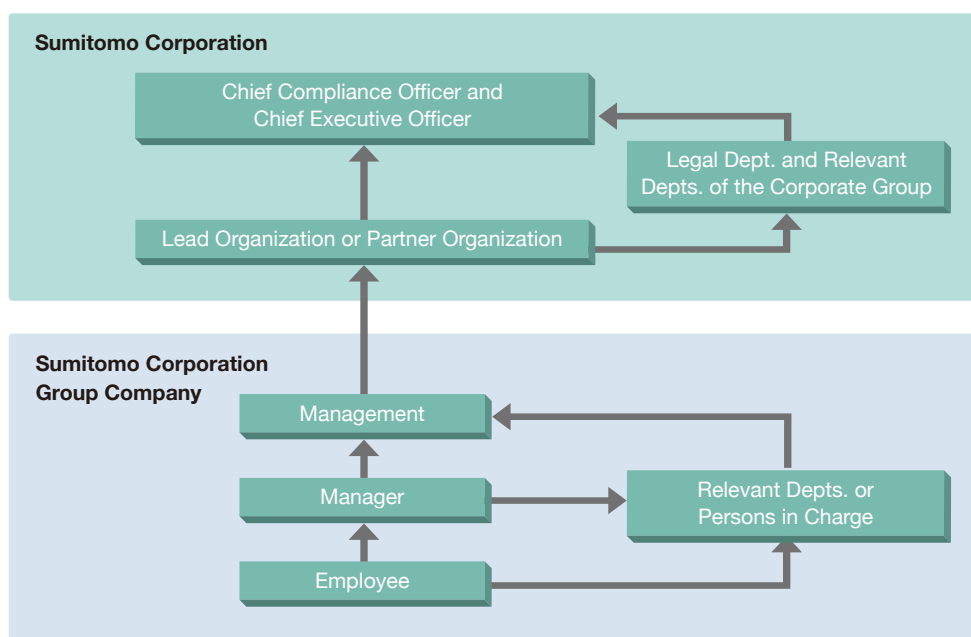 Sumitomo Corporation
Chief Compliance Officer and
Chief Executive Officer
Legal Dept. and Relevant
Depts. of the Corporate Group
Lead Organization or Partner Organization
Sumitomo Corporation
Group Company
Management
Manager
Relevant Depts. or
Persons in Charge
Employee